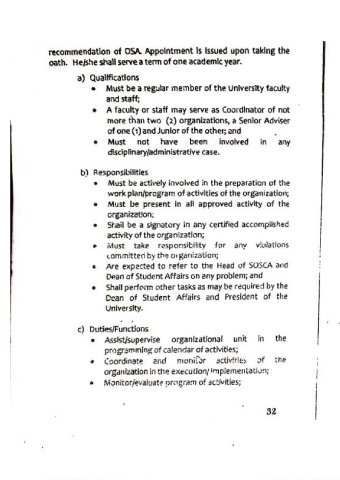 recommendation of OSA. Appointment is issued upon taking the
oath. He/she shall serve a term of one academic year.
a) Qualifications
• Must be a regular member of the University faculty
and staff;
• A faculty or staff may serve as Coordinator of not
more than two (2) organizations, a Senior Adviser
of one (1) and Junior of the other; and
• Must not have been involved in any
disciplinary/administrative case.
b) Responsibilities
• Must be actively involved in the preparation of the
work plan/program of activities of the organization;
• Must be present in all approved activity of the
organization;
• Shall be a signatory in any certified accomplished
activity of the organization;
• Must take responsibility for any violations
committed by the organization;
• Are expected to refer to the Head of SOSCA and
Dean of Student Affairs on any problem; and
• Shall perform other tasks as may be required by the
Dean of Student Affairs and President of the
University.
c) Duties/Functions
• Assist/supervise organizational unit in the
programming of calendar of activities;
• Coordinate and monitor activities of the
organization in the execution/implementation;
• Monitor/evaluate program of activities;
32